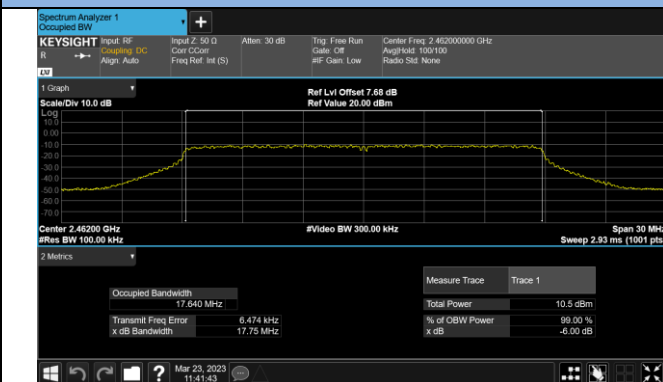 Spectrum Analyzer 1
Occupied BW
+
KEYSIGHT Input: RF Input Z: 50 Ω Atten: 30 dB Trig: Free Run Center Freq: 2.462000000 GHz
R Coupling: DC Corr CCorr Gate: Off Avg|Hold: 100/100
Align: Auto Freq Ref: Int (S) #IF Gain: Low Radio Std: None
LXI
1 Graph Ref Lvl Offset 7.68 dB
Scale/Div 10.0 dB Ref Value 20.00 dBm
Log
10.0
0.00
-10.0
-20.0
-30.0
-40.0
-50.0
-60.0
-70.0
Center 2.46200 GHz #Video BW 300.00 kHz Span 30 MHz
#Res BW 100.00 kHz Sweep 2.93 ms (1001 pts)
2 Metrics
Measure Trace Trace 1
Occupied Bandwidth
17.640 MHz Total Power 10.5 dBm
Transmit Freq Error 6.474 kHz % of OBW Power 99.00 %
x dB Bandwidth 17.75 MHz x dB -6.00 dB
? Mar 23, 2023
11:41:43